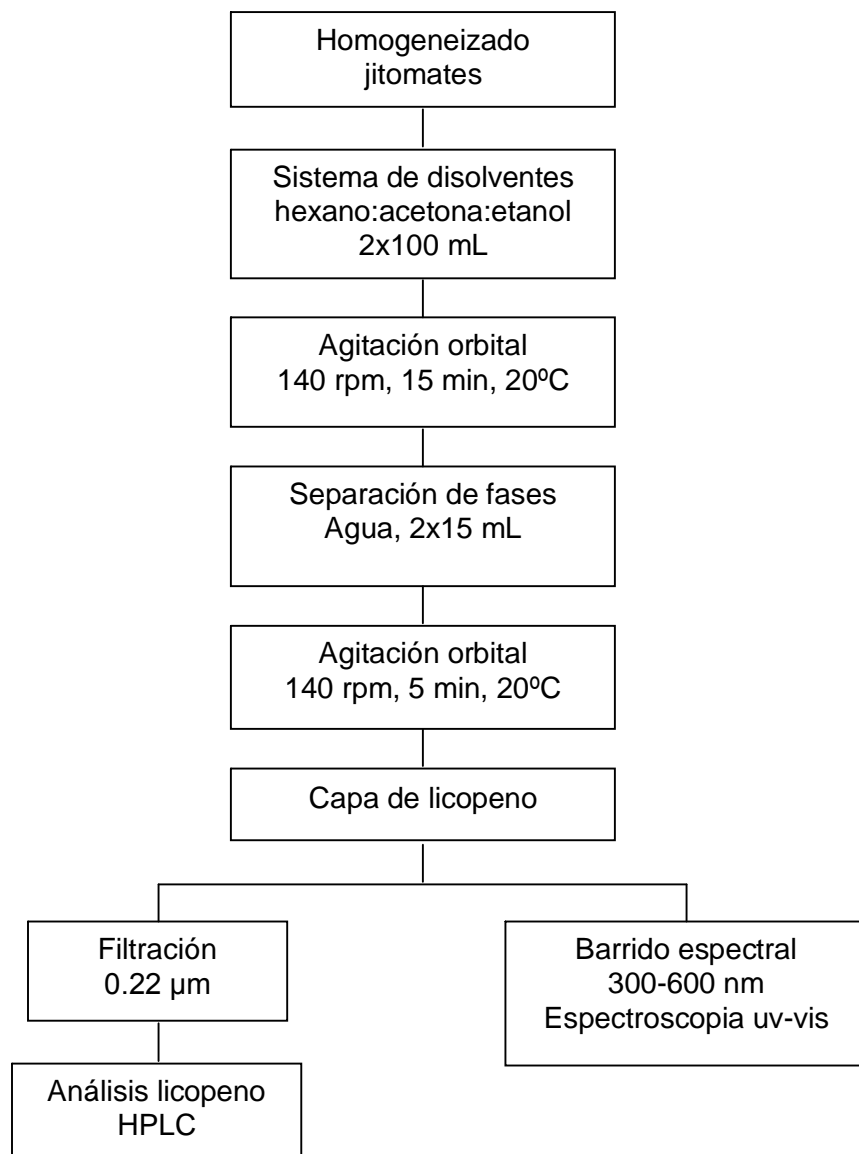 Homogeneizado
jitomates
Sistema de disolventes
hexano:acetona:etanol
2x100 mL
Agitación orbital
140 rpm, 15 min, 20ºC
Separación de fases
Agua, 2x15 mL
Agitación orbital
140 rpm, 5 min, 20ºC
Capa de licopeno
Filtración
0.22 µm
Análisis licopeno
HPLC
Barrido espectral
300-600 nm
Espectroscopia uv-vis